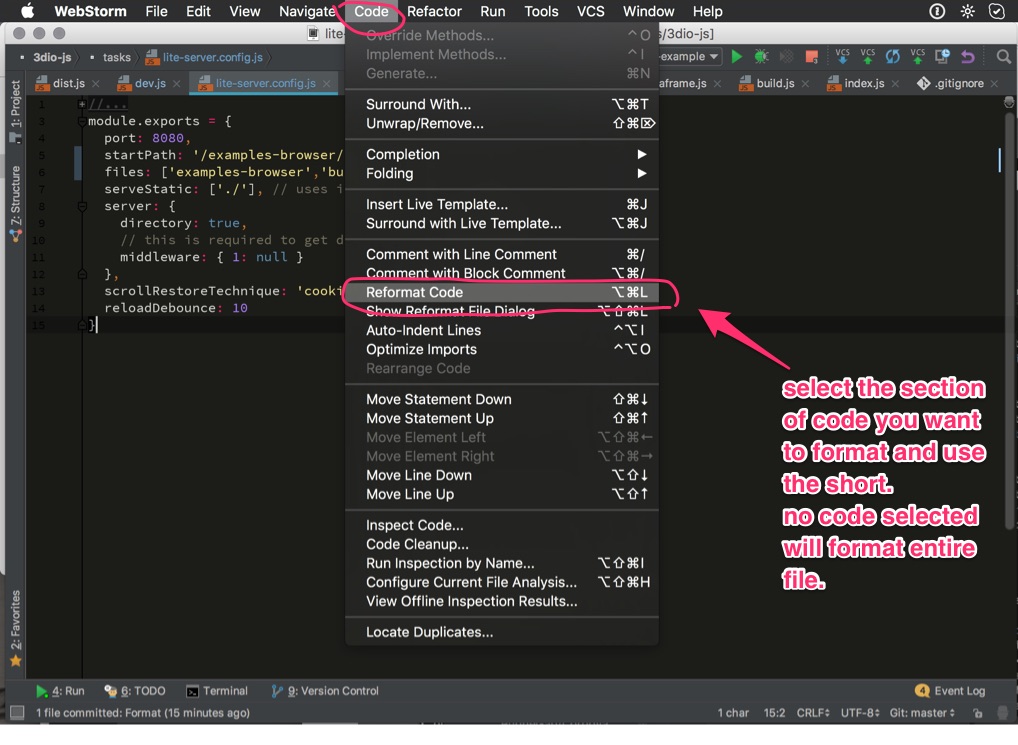 WebStorm File Edit View Navigate Code Refactor Run Tools VCS Window Help
lite-
s/3dio-js]
3dio-js tasks lite-server.config.js
example
VCS VCS VCS
dist.js dev.js lite-server.config.js
aframe.js build.js index.js .gitignore
1: Project
Z: Structure
2: Favorites
1 //...
3 module.exports = {
4 port: 8080,
5 startPath: '/examples-browser/
6 files: ['examples-browser','bu
7 serveStatic: ['./'], // uses i
8 server: {
9 directory: true,
10 // this is required to get d
11 middleware: { 1: null }
12 },
13 scrollRestoreTechnique: 'cooki
14 reloadDebounce: 10
15 }
Override Methods... ^O
Implement Methods... ^I
Generate... ⌘N
Surround With... ⌥⌘T
Unwrap/Remove... ⇧⌘⌦
Completion ▶
Folding ▶
Insert Live Template... ⌘J
Surround with Live Template... ⌥⌘J
Comment with Line Comment ⌘/
Comment with Block Comment ⌥⌘/
Reformat Code ⌥⌘L
Show Reformat File Dialog ⌥⇧⌘L
Auto-Indent Lines ^⌥I
Optimize Imports ^⌥O
Rearrange Code
Move Statement Down ⇧⌘↓
Move Statement Up ⇧⌘↑
Move Element Left ⌥⇧⌘←
Move Element Right ⌥⇧⌘→
Move Line Down ⌥⇧↓
Move Line Up ⌥⇧↑
Inspect Code...
Code Cleanup...
Run Inspection by Name... ⌥⇧⌘I
Configure Current File Analysis... ⌥⇧⌘H
View Offline Inspection Results...
Locate Duplicates...
select the section
of code you want
to format and use
the short.
no code selected
will format entire
file.
4: Run 6: TODO Terminal 9: Version Control
4 Event Log
1 file committed: Format (15 minutes ago)
1 char 15:2 CRLF UTF-8 Git: master